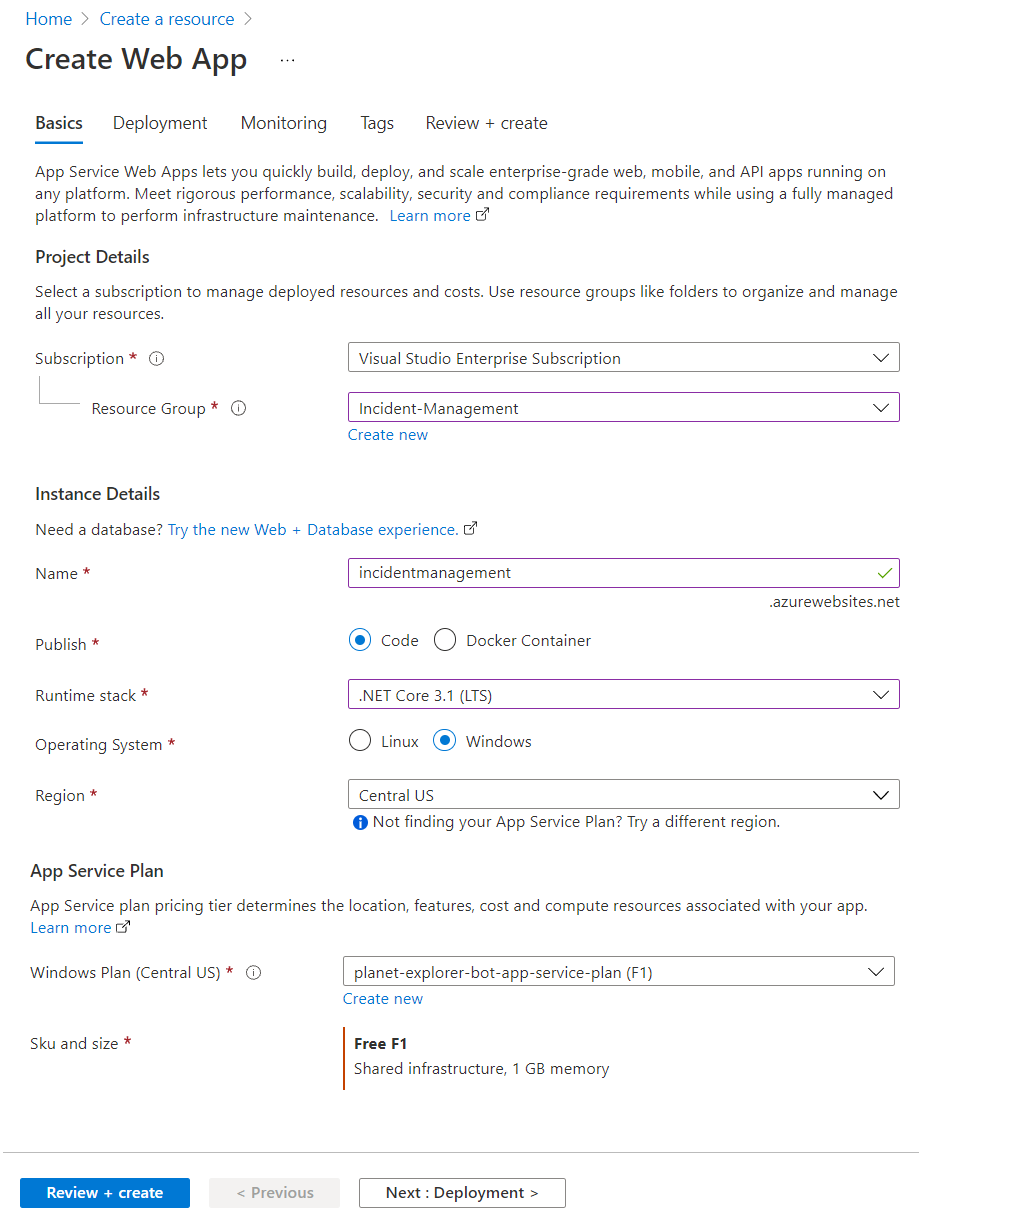 Home > Create a resource >
Create Web App ...
Basics Deployment Monitoring Tags Review + create
App Service Web Apps lets you quickly build, deploy, and scale enterprise-grade web, mobile, and API apps running on
any platform. Meet rigorous performance, scalability, security and compliance requirements while using a fully managed
platform to perform infrastructure maintenance. Learn more
Project Details
Select a subscription to manage deployed resources and costs. Use resource groups like folders to organize and manage
all your resources.
Subscription * Visual Studio Enterprise Subscription
Resource Group * Incident-Management
Create new
Instance Details
Need a database? Try the new Web + Database experience.
Name * incidentmanagement
.azurewebsites.net
Publish * Code Docker Container
Runtime stack * .NET Core 3.1 (LTS)
Operating System * Linux Windows
Region * Central US
Not finding your App Service Plan? Try a different region.
App Service Plan
App Service plan pricing tier determines the location, features, cost and compute resources associated with your app.
Learn more
Windows Plan (Central US) * planet-explorer-bot-app-service-plan (F1)
Create new
Sku and size * Free F1
Shared infrastructure, 1 GB memory
Review + create < Previous Next : Deployment >